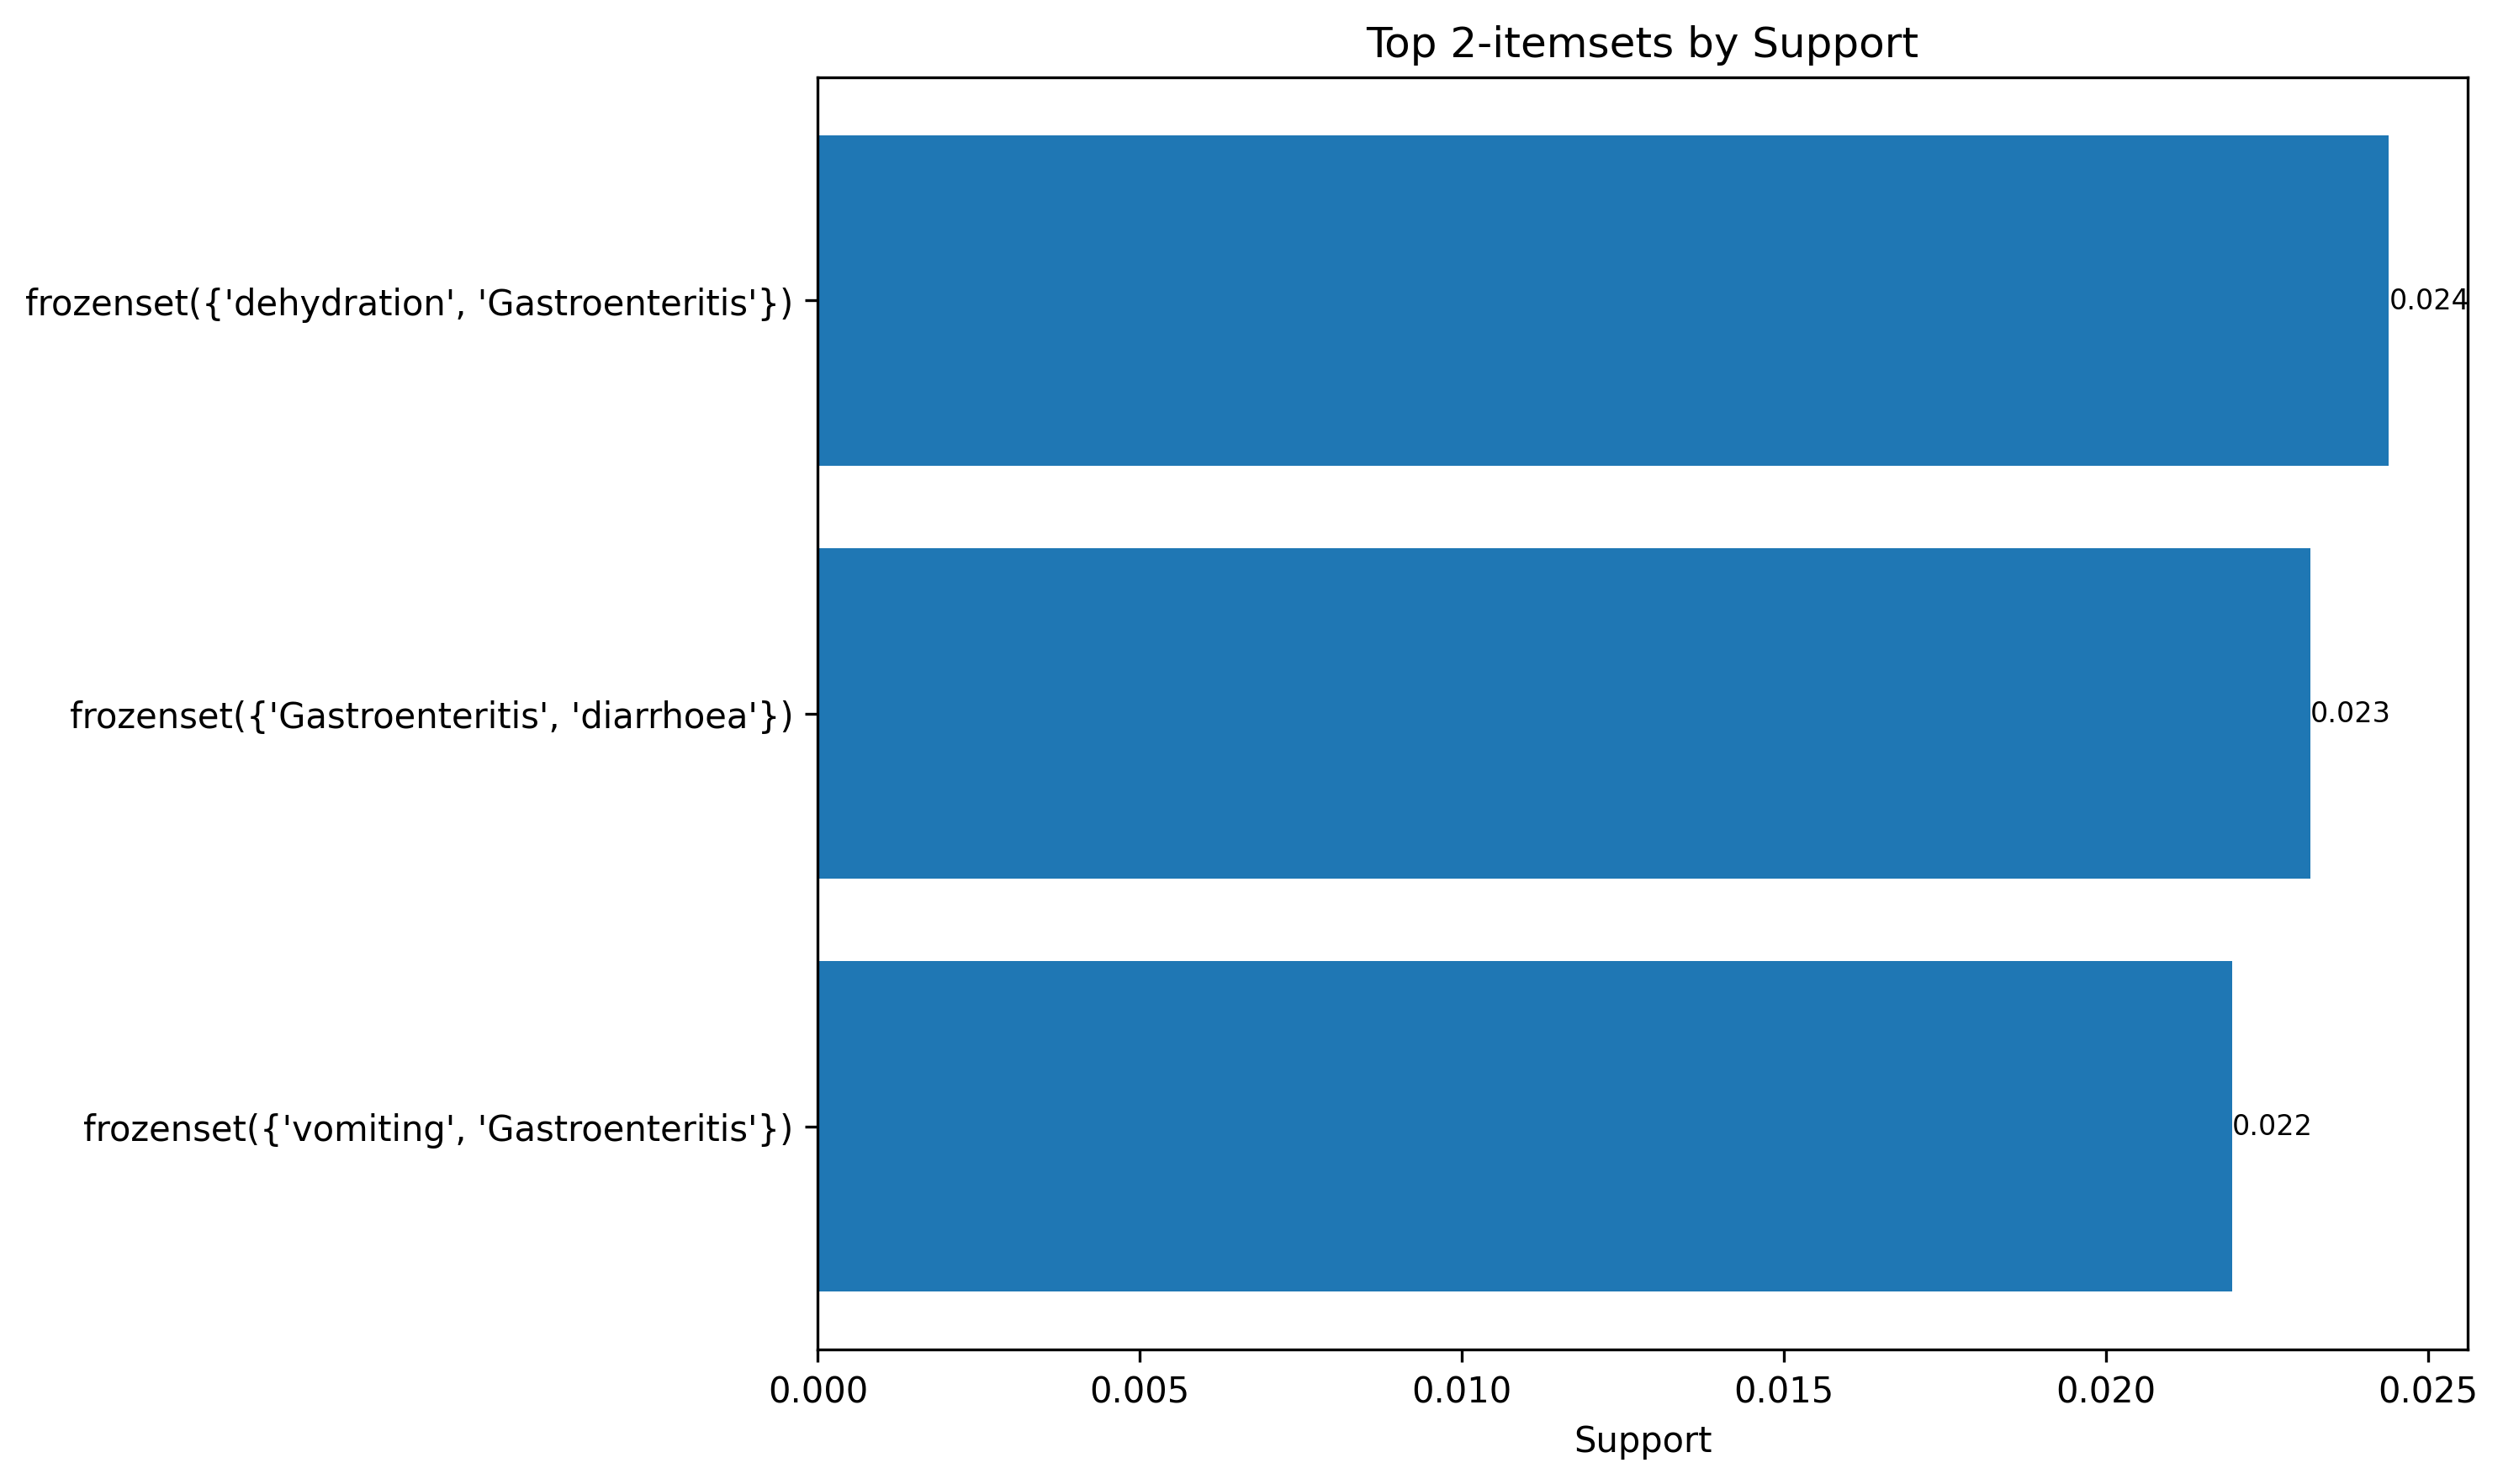 Top 2-itemsets by Support
frozenset({'dehydration', 'Gastroenteritis'})
0.024
frozenset({'Gastroenteritis', 'diarrhoea'})
0.023
frozenset({'vomiting', 'Gastroenteritis'})
0.022
0.000 0.005 0.010 0.015 0.020 0.025
Support